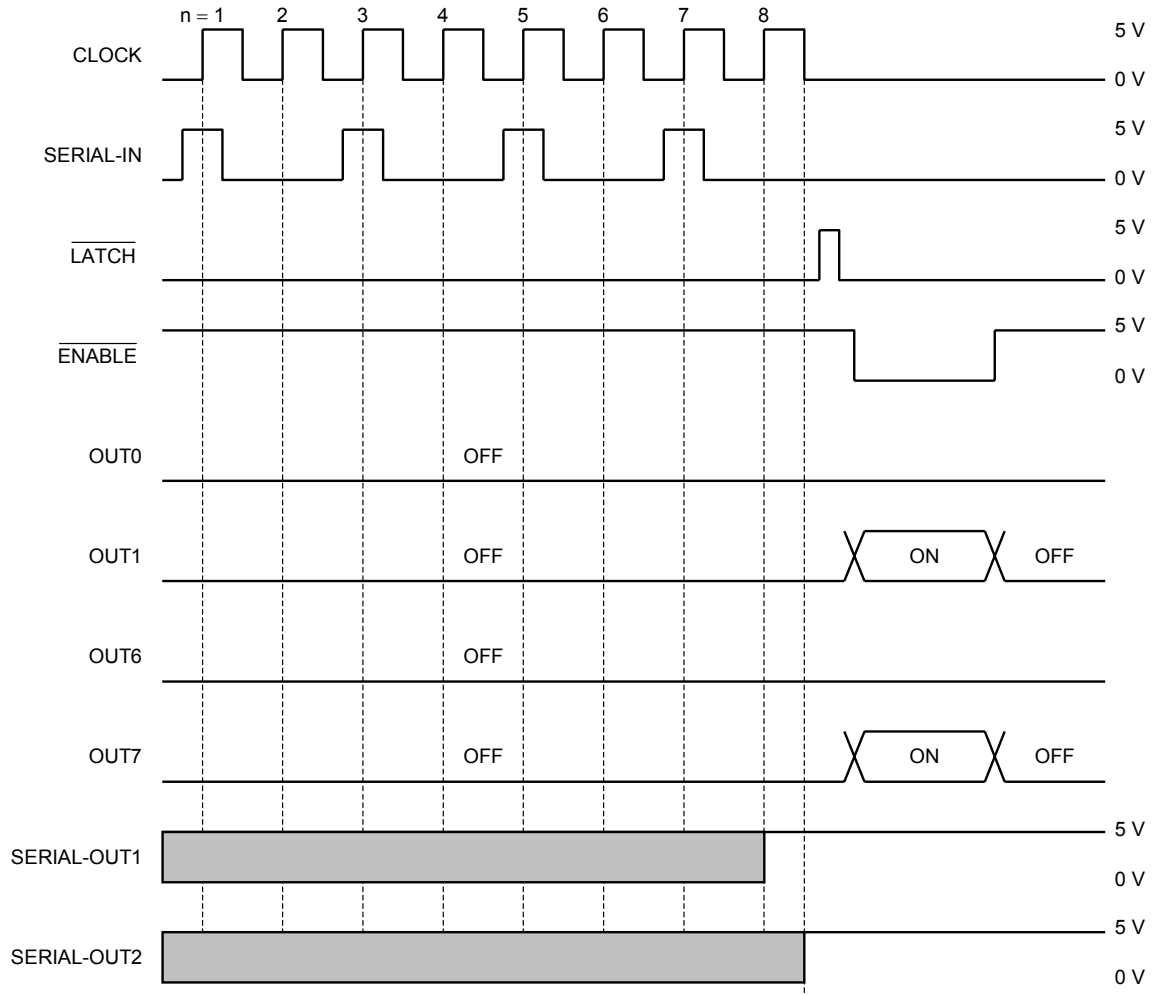 n = 1 2 3 4 5 6 7 8
CLOCK
5 V
0 V
SERIAL-IN
5 V
0 V
LATCH
5 V
0 V
ENABLE
5 V
0 V
OUT0
OFF
OUT1
OFF
ON
OFF
OUT6
OFF
OUT7
OFF
ON
OFF
SERIAL-OUT1
5 V
0 V
SERIAL-OUT2
5 V
0 V